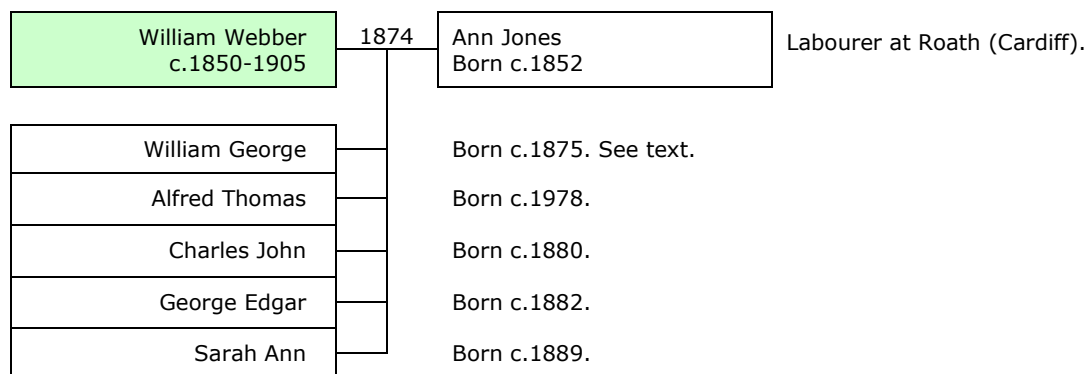 William Webber
c.1850-1905
1874
Ann Jones
Born c.1852
Labourer at Roath (Cardiff).
William George
Born c.1875. See text.
Alfred Thomas
Born c.1978.
Charles John
Born c.1880.
George Edgar
Born c.1882.
Sarah Ann
Born c.1889.